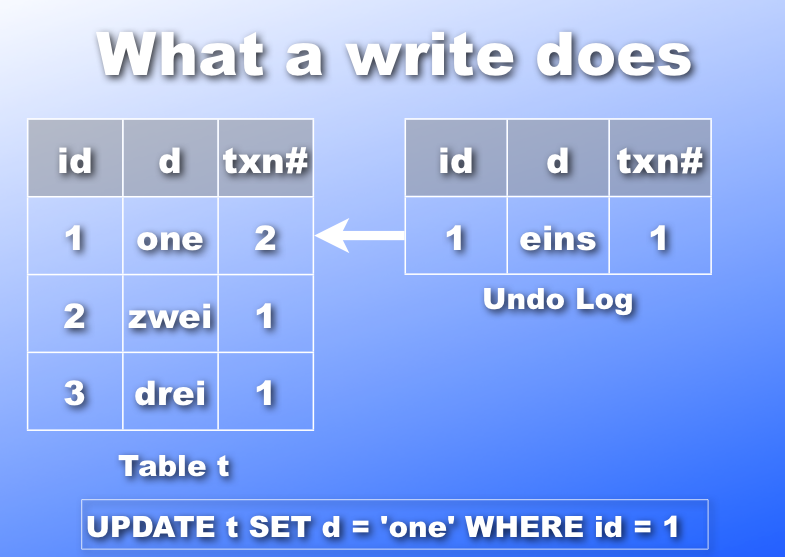 What a write does
id d txn#
1 one 2
2 zwei 1
3 drei 1
Table t
id d txn#
1 eins 1
Undo Log
UPDATE t SET d = 'one' WHERE id = 1